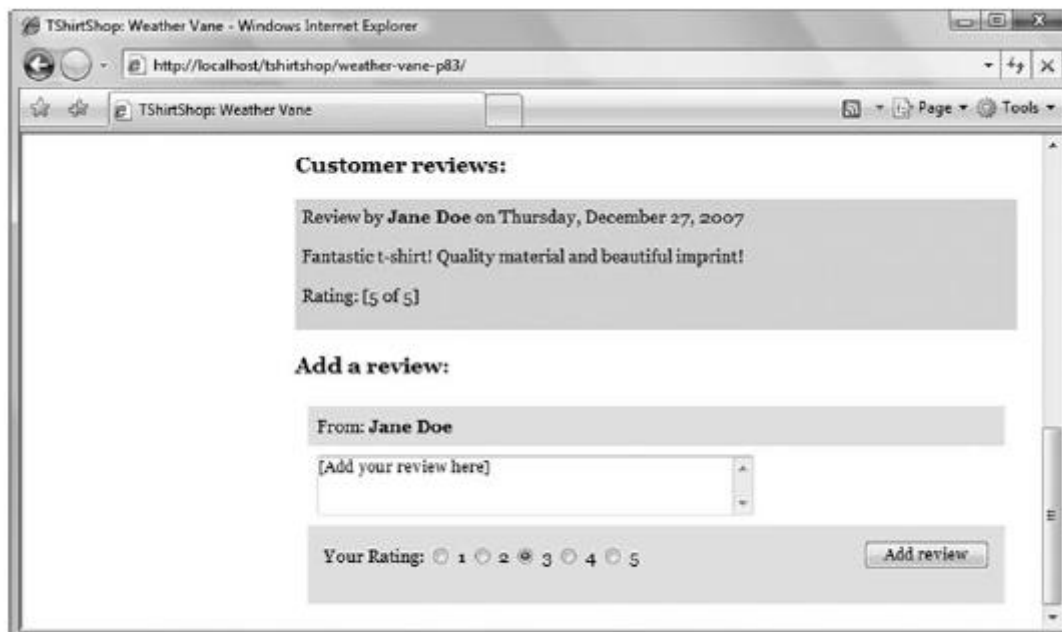 TShirtShop: Weather Vane - Windows Internet Explorer
http://localhost/tshirtshop/weather-vane-p83/
TShirtShop: Weather Vane
Page
Tools
Customer reviews:
Review by Jane Doe on Thursday, December 27, 2007
Fantastic t-shirt! Quality material and beautiful imprint!
Rating: [5 of 5]
Add a review:
From: Jane Doe
[Add your review here]
Your Rating: 1 2 3 4 5
Add review